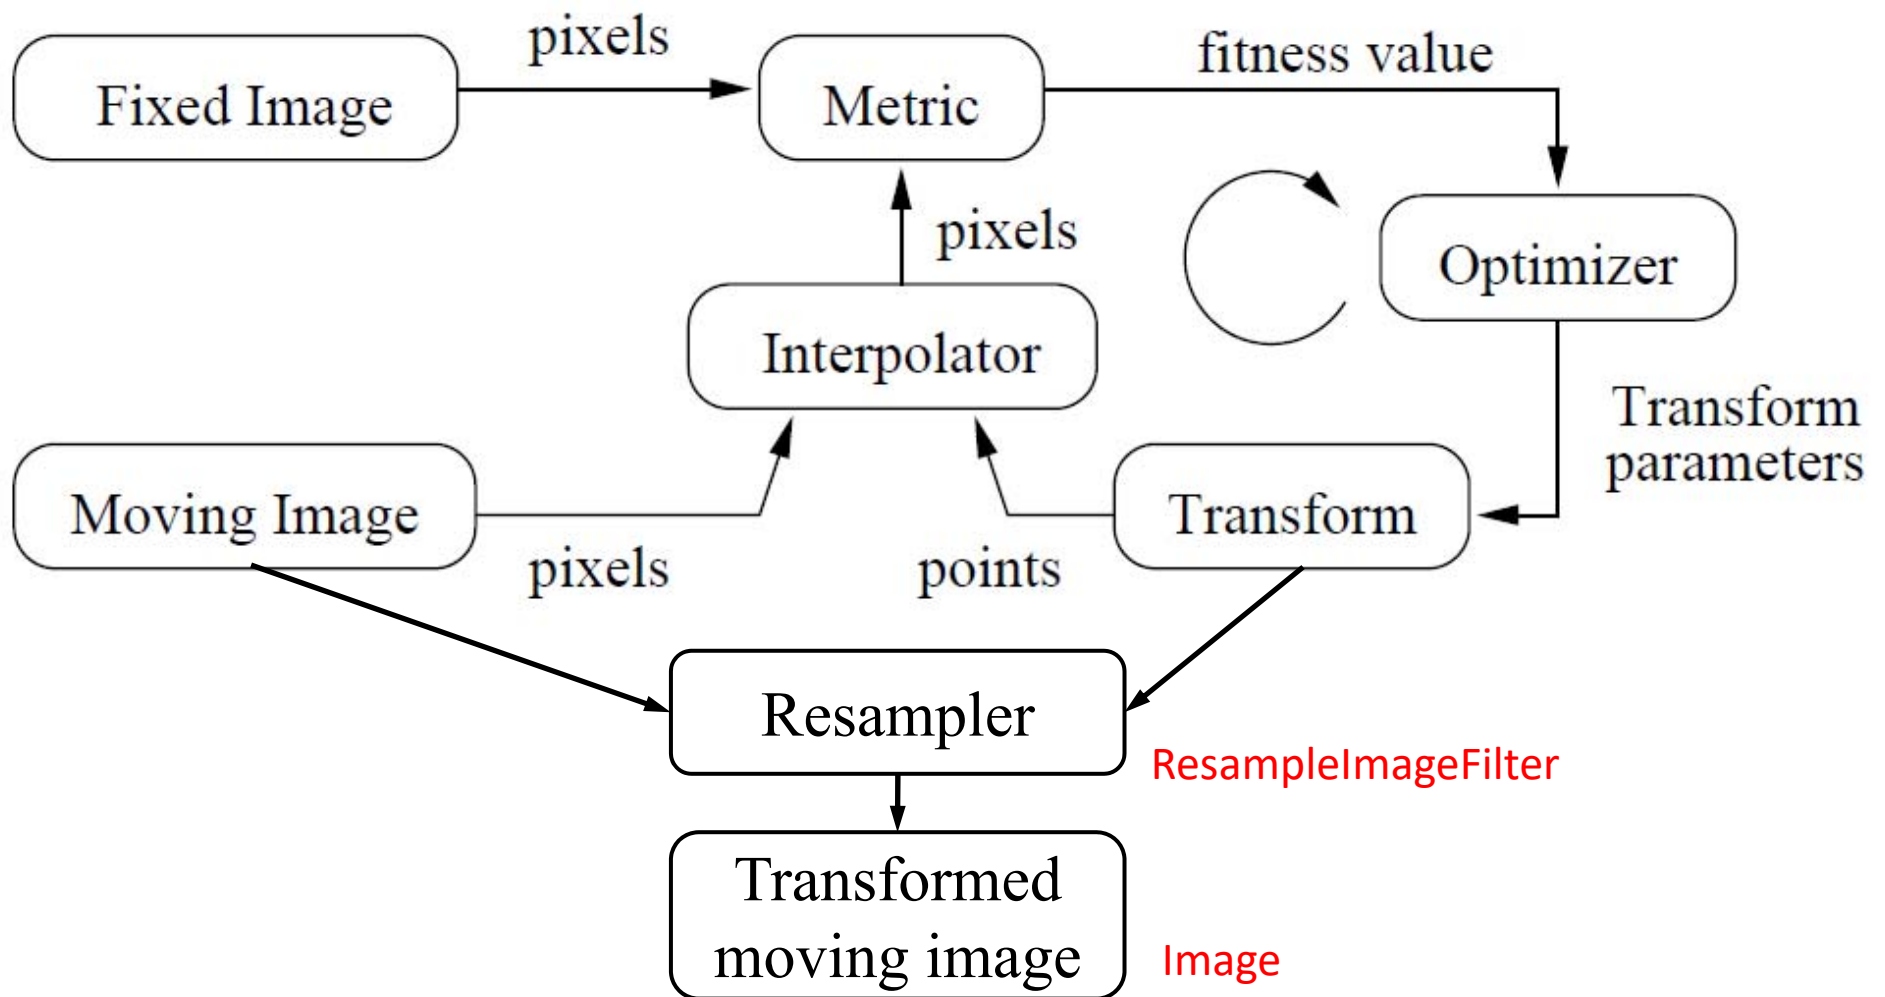 pixels
fitness value
Fixed Image
Metric
pixels
Optimizer
Interpolator
Transform
parameters
Moving Image
Transform
pixels
points
Resampler
ResampleImageFilter
Transformed
moving image
Image